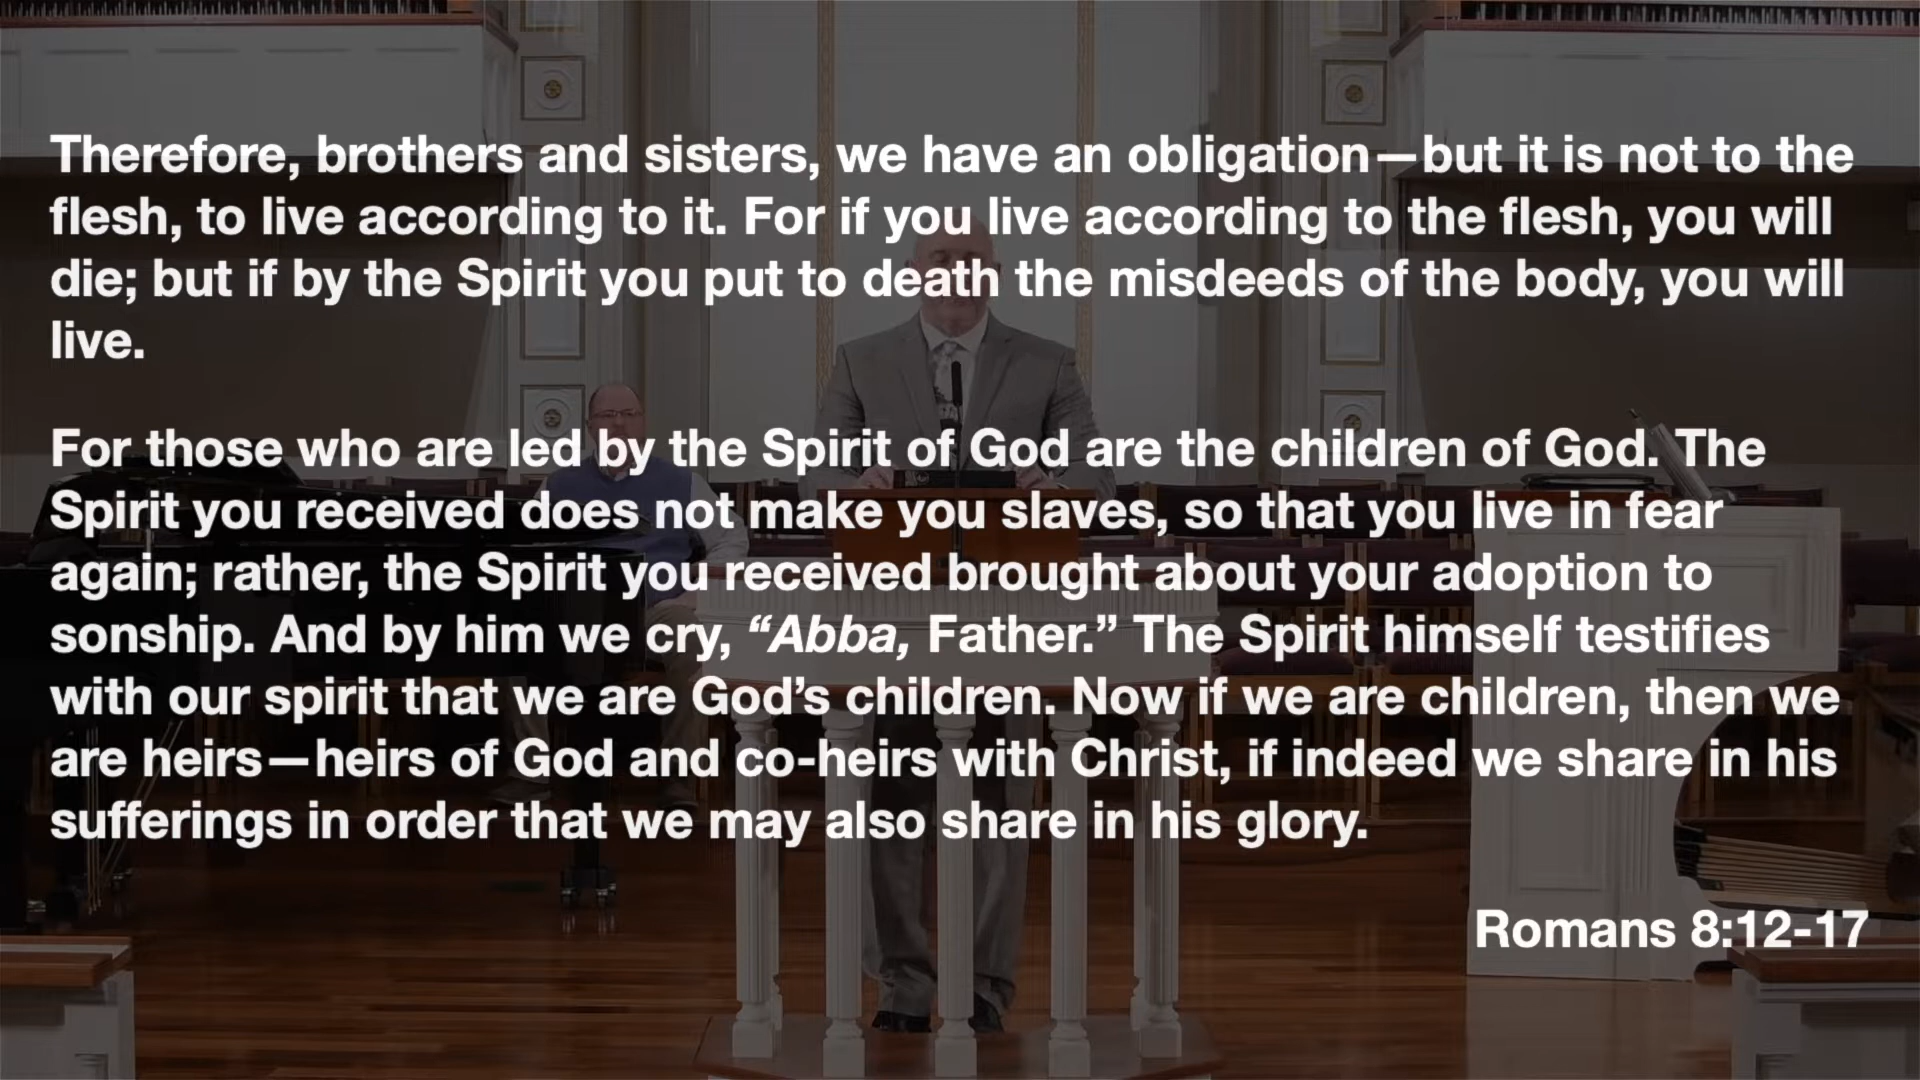 Therefore, brothers and sisters, we have an obligation—but it is not to the
flesh, to live according to it. For if you live according to the flesh, you will
die; but if by the Spirit you put to death the misdeeds of the body, you will
live.
For those who are led by the Spirit of God are the children of God. The
Spirit you received does not make you slaves, so that you live in fear
again; rather, the Spirit you received brought about your adoption to
sonship. And by him we cry, “Abba, Father.” The Spirit himself testifies
with our spirit that we are God’s children. Now if we are children, then we
are heirs—heirs of God and co-heirs with Christ, if indeed we share in his
sufferings in order that we may also share in his glory.
Romans 8:12-17